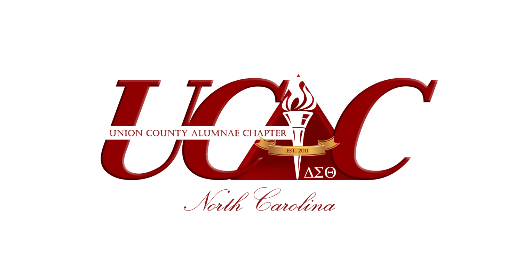 UCAC
UNION COUNTY ALUMNAE CHAPTER
EST. 2011
ΔΣΘ
North Carolina